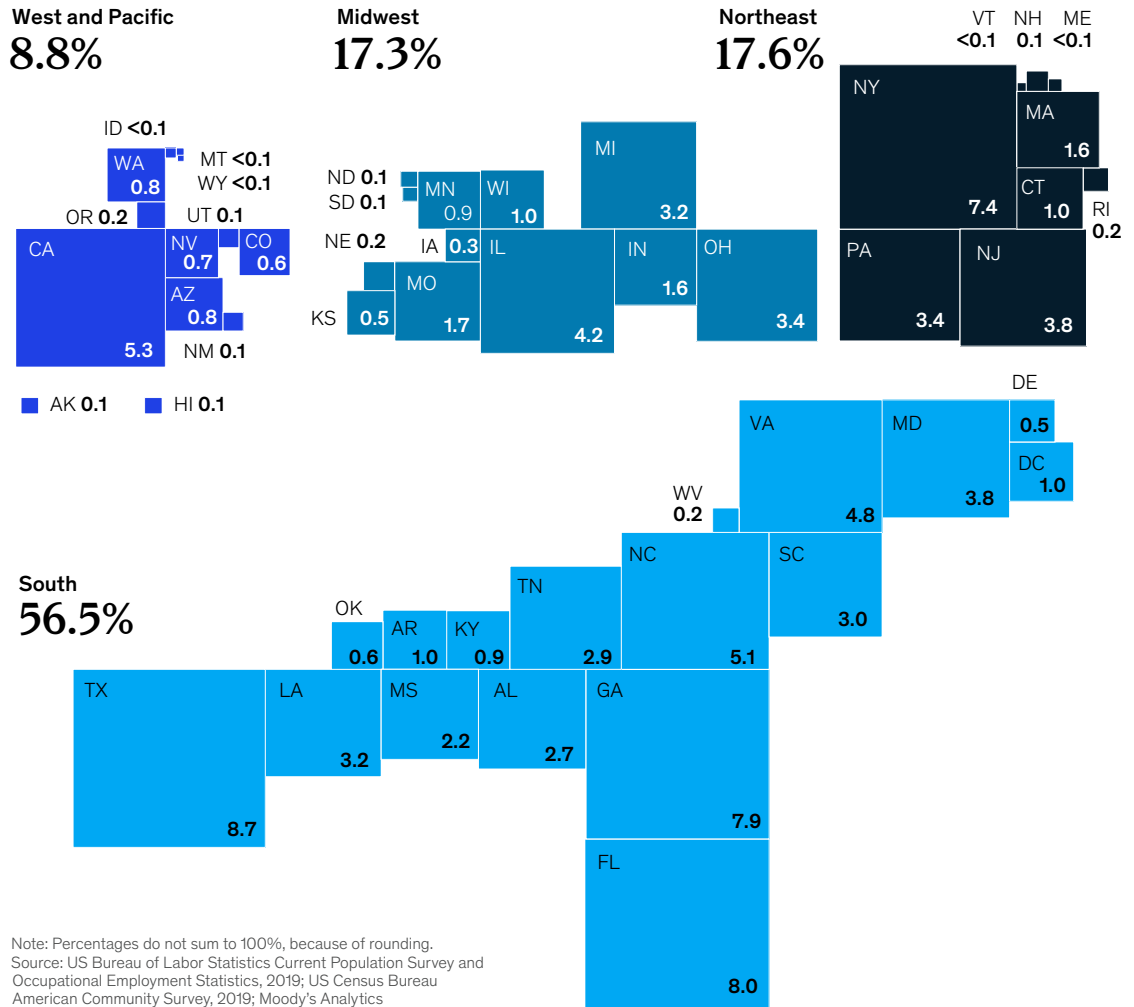 West and Pacific
8.8%
ID <0.1
WA
0.8
MT <0.1
WY <0.1
OR 0.2
UT 0.1
CA
5.3
NV
0.7
CO
0.6
AZ
0.8
NM 0.1
AK 0.1
HI 0.1
Midwest
17.3%
MI
3.2
ND 0.1
SD 0.1
MN
0.9
WI
1.0
NE 0.2
IA
0.3
IL
4.2
IN
1.6
OH
3.4
MO
1.7
KS
0.5
Northeast
17.6%
VT
<0.1
NH
0.1
ME
<0.1
NY
7.4
MA
1.6
CT
1.0
RI
0.2
PA
3.4
NJ
3.8
South
56.5%
DE
0.5
VA
4.8
MD
3.8
DC
1.0
WV
0.2
NC
5.1
SC
3.0
TN
2.9
OK
0.6
AR
1.0
KY
0.9
TX
8.7
LA
3.2
MS
2.2
AL
2.7
GA
7.9
FL
8.0
Note: Percentages do not sum to 100%, because of rounding.
Source: US Bureau of Labor Statistics Current Population Survey and
Occupational Employment Statistics, 2019; US Census Bureau
American Community Survey, 2019; Moody’s Analytics